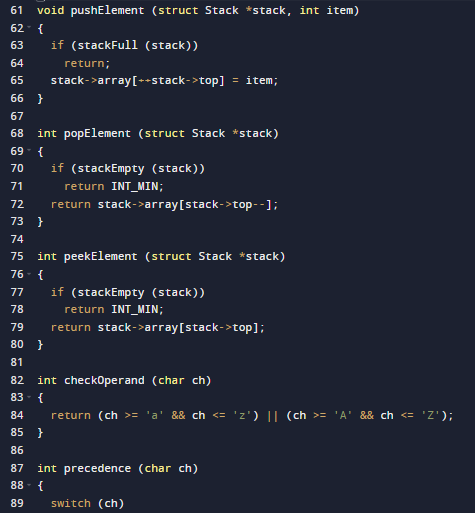 61 void pushElement (struct Stack *stack, int item)
62 {
63   if (stackFull (stack))
64     return;
65   stack->array[++stack->top] = item;
66 }
67
68 int popElement (struct Stack *stack)
69 {
70   if (stackEmpty (stack))
71     return INT_MIN;
72   return stack->array[stack->top--];
73 }
74
75 int peekElement (struct Stack *stack)
76 {
77   if (stackEmpty (stack))
78     return INT_MIN;
79   return stack->array[stack->top];
80 }
81
82 int checkOperand (char ch)
83 {
84   return (ch >= 'a' && ch <= 'z') || (ch >= 'A' && ch <= 'Z');
85 }
86
87 int precedence (char ch)
88 {
89   switch (ch)